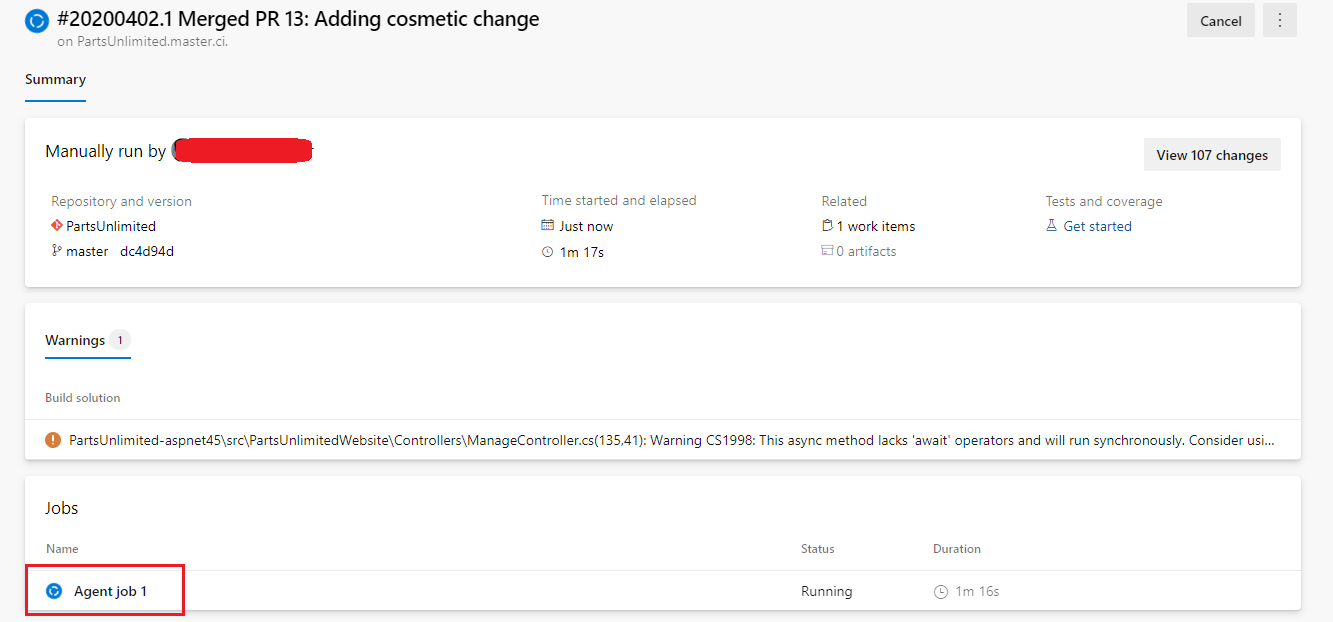 #20200402.1 Merged PR 13: Adding cosmetic change
Cancel
on PartsUnlimited.master.ci.
Summary
Manually run by
View 107 changes
Repository and version
Time started and elapsed
Related
Tests and coverage
PartsUnlimited
Just now
1 work items
Get started
master dc4d94d
1m 17s
0 artifacts
Warnings 1
Build solution
PartsUnlimited-aspnet45\src\PartsUnlimitedWebsite\Controllers\ManageController.cs(135,41): Warning CS1998: This async method lacks 'await' operators and will run synchronously. Consider usi...
Jobs
Name
Status
Duration
Agent job 1
Running
1m 16s